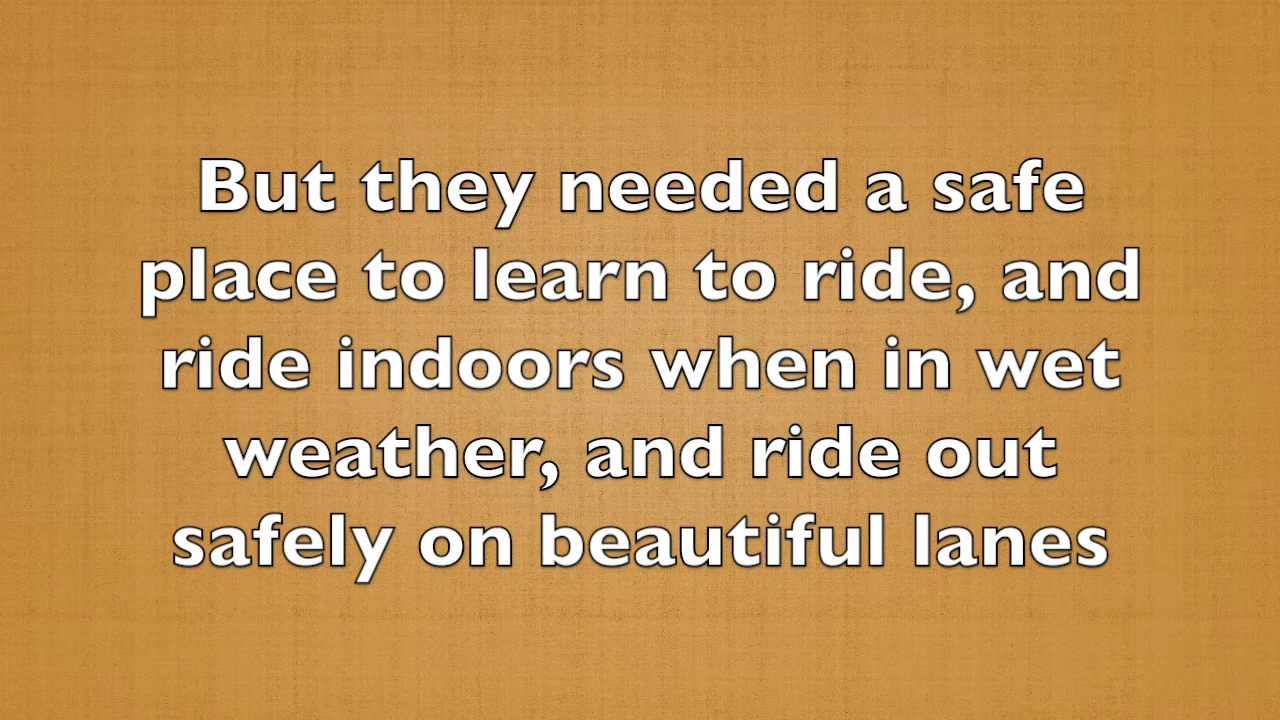 But they needed a safe
place to learn to ride, and
ride indoors when in wet
weather, and ride out
safely on beautiful lanes